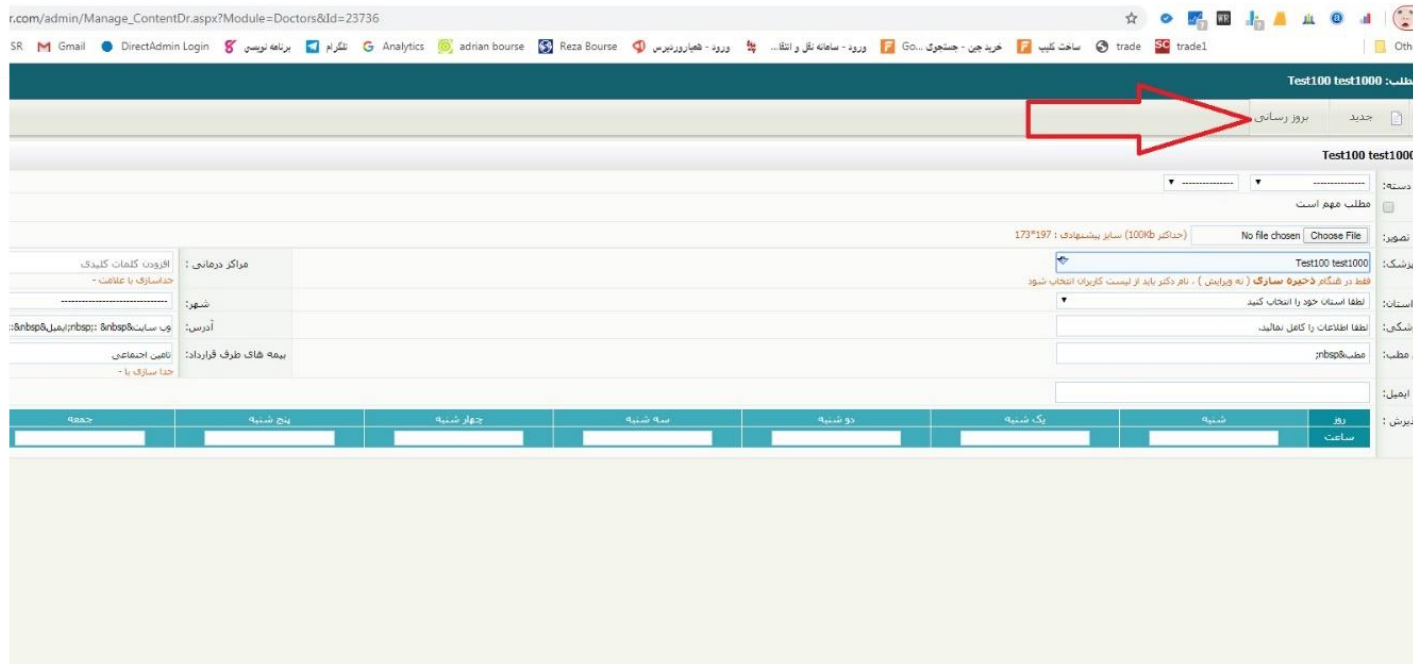 r.com/admin/Manage_ContentDr.aspx?Module=Doctors&Id=23736
SR Gmail DirectAdmin Login برنامه نویسی تلگرام Analytics adrian bourse Reza Bourse ورود - همیاروردپرس ورود - سامانه نقل و انتقا... Go... خرید جین - جستجوی ساخت کلیپ trade trade1 Oth
Test100 test1000
جدید بروز رسانی
Test100 test1000
دسته: --------------- ---------------
مطلب مهم است
تصویر: Choose File No file chosen (حداکثر 100Kb) سایز پیشنهادی : 197*173
Test100 test1000 مراکز درمانی : افزودن کلمات کلیدی
فقط در هنگام ذخیره سازی ( نه ویرایش ) ، نام دکتر باید از لیست کاربران انتخاب شود جداسازی با علامت -
استان: لطفا استان خود را انتخاب کنید شهر: -------------------------------
لطفا اطلاعات را کامل نمائید. آدرس: وب سایت&nbsp; :&nbsp;ایمیل&nbsp;:
مطب: مطب&nbsp; بیمه های طرف قرارداد: تامین اجتماعی
جدا سازی با -
ایمیل:
روز شنبه یک شنبه دو شنبه سه شنبه چهار شنبه پنج شنبه جمعه
ساعت